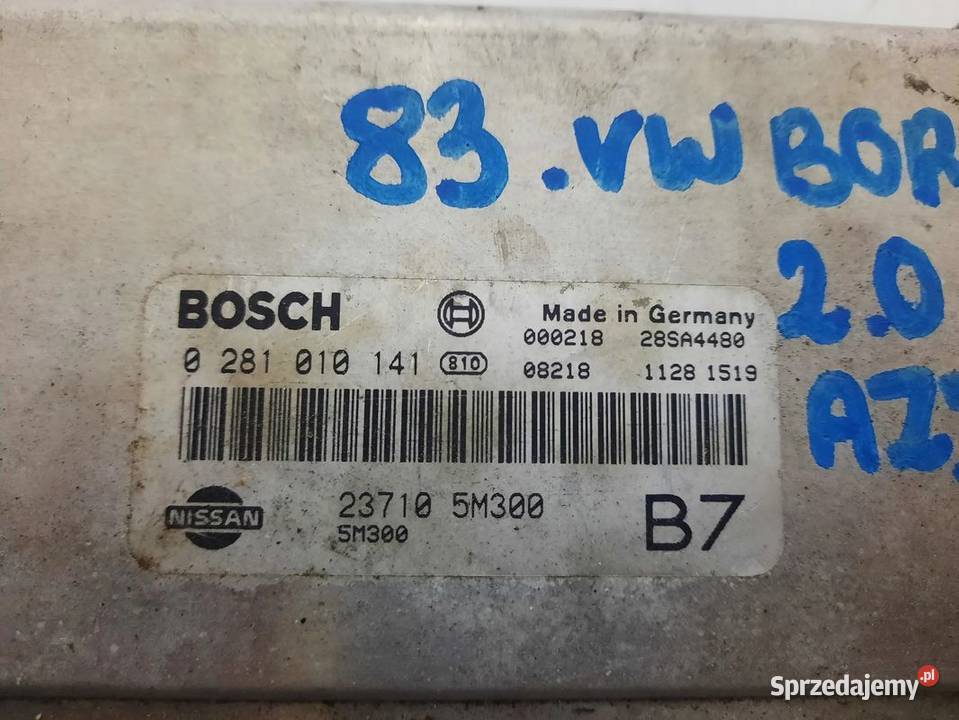 83.VW BOR
2.0
BOSCH
Made in Germany
0 281 010 141 810
000218 28SA4480
08218 1128 1519
NISSAN
23710 5M300
5M300
B7
Sprzedajemy.pl